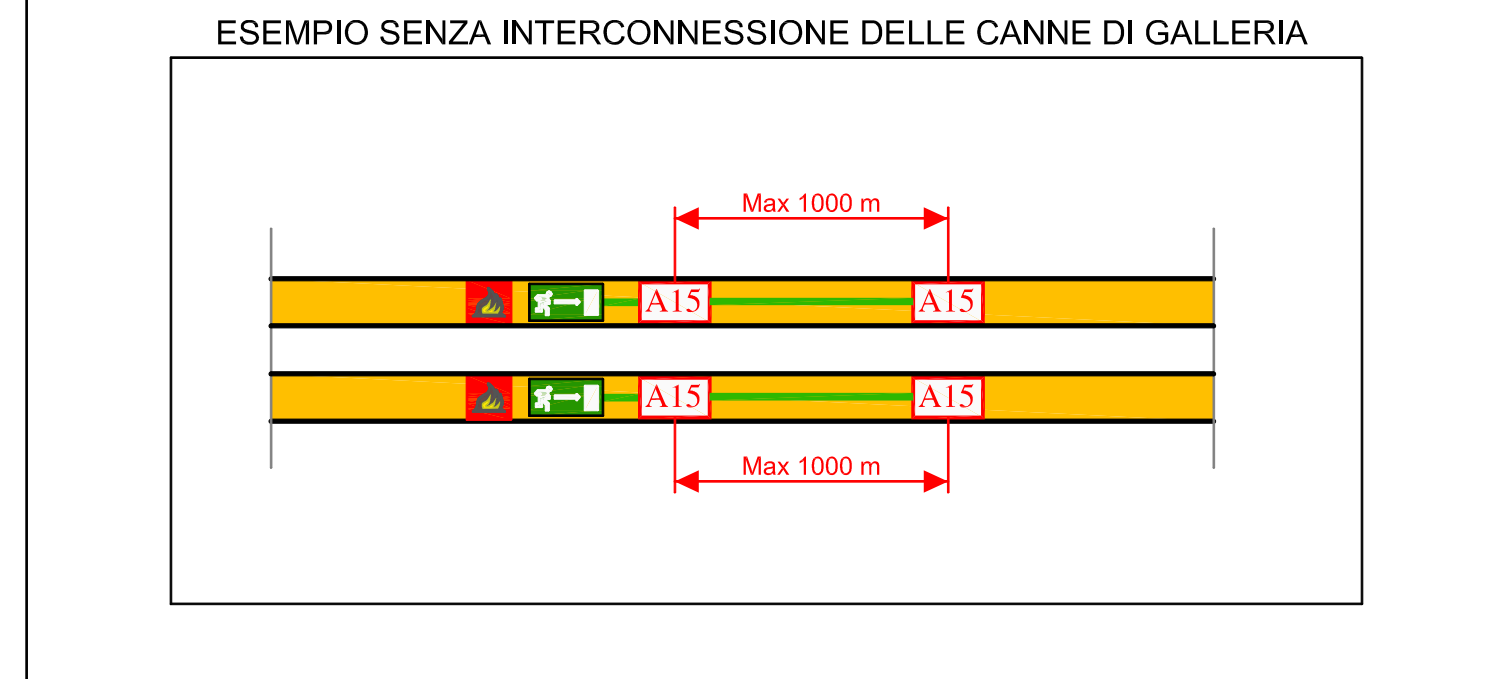 ESEMPIO SENZA INTERCONNESSIONE DELLE CANNE DI GALLERIA
Max 1000 m
A15 A15
A15 A15
Max 1000 m